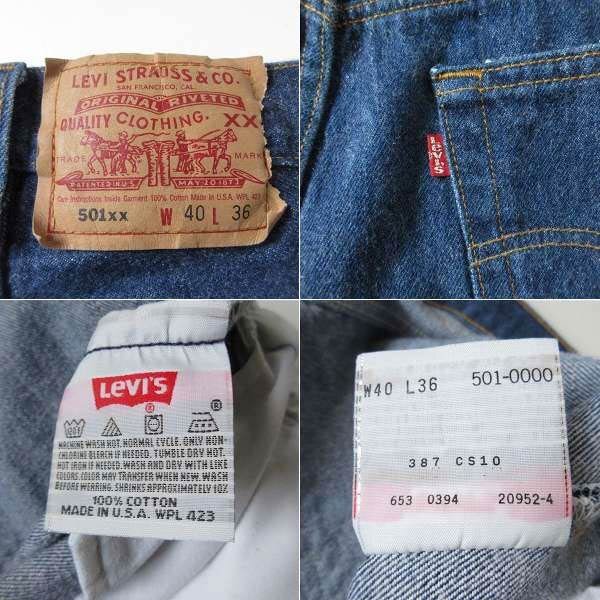 LEVI STRAUSS & CO.
SAN FRANCISCO, CAL.
ORIGINAL RIVETED
QUALITY CLOTHING. XX
TRADE MARK
PATENTED IN U.S. MAY 20 1873
Care Instructions Inside Garment 100% Cotton Made in U.S.A. WPL 423
501xx W 40 L 36
LEVI'S
®
LEVI'S
®
®
MACHINE WASH HOT. NORMAL CYCLE. ONLY NON-
CHLORINE BLEACH IF NEEDED. TUMBLE DRY HOT.
HOT IRON IF NEEDED. WASH AND DRY WITH LIKE
COLORS. COLOR MAY TRANSFER WHEN NEW. WASH
BEFORE WEARING. SHRINKS APPROXIMATELY 10%
100% COTTON
MADE IN U.S.A. WPL 423
W40 L36 501-0000
387 CS10
653 0394 20952-4